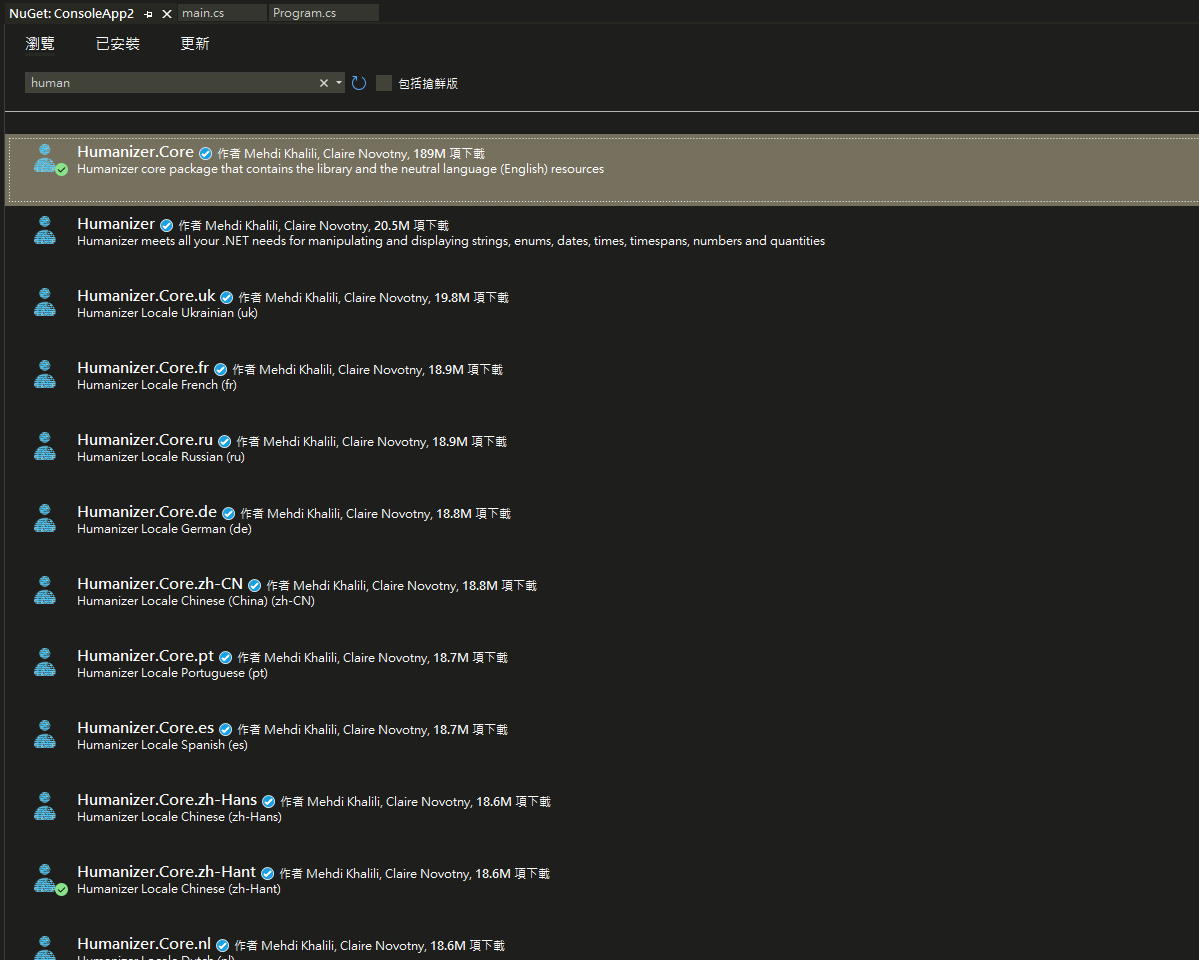 NuGet: ConsoleApp2 main.cs Program.cs
瀏覽 已安裝 更新
human 包括搶鮮版
Humanizer.Core 作者 Mehdi Khalili, Claire Novotny, 189M 項下載
Humanizer core package that contains the library and the neutral language (English) resources
Humanizer 作者 Mehdi Khalili, Claire Novotny, 20.5M 項下載
Humanizer meets all your .NET needs for manipulating and displaying strings, enums, dates, times, timespans, numbers and quantities
Humanizer.Core.uk 作者 Mehdi Khalili, Claire Novotny, 19.8M 項下載
Humanizer Locale Ukrainian (uk)
Humanizer.Core.fr 作者 Mehdi Khalili, Claire Novotny, 18.9M 項下載
Humanizer Locale French (fr)
Humanizer.Core.ru 作者 Mehdi Khalili, Claire Novotny, 18.9M 項下載
Humanizer Locale Russian (ru)
Humanizer.Core.de 作者 Mehdi Khalili, Claire Novotny, 18.8M 項下載
Humanizer Locale German (de)
Humanizer.Core.zh-CN 作者 Mehdi Khalili, Claire Novotny, 18.8M 項下載
Humanizer Locale Chinese (China) (zh-CN)
Humanizer.Core.pt 作者 Mehdi Khalili, Claire Novotny, 18.7M 項下載
Humanizer Locale Portuguese (pt)
Humanizer.Core.es 作者 Mehdi Khalili, Claire Novotny, 18.7M 項下載
Humanizer Locale Spanish (es)
Humanizer.Core.zh-Hans 作者 Mehdi Khalili, Claire Novotny, 18.6M 項下載
Humanizer Locale Chinese (zh-Hans)
Humanizer.Core.zh-Hant 作者 Mehdi Khalili, Claire Novotny, 18.6M 項下載
Humanizer Locale Chinese (zh-Hant)
Humanizer.Core.nl 作者 Mehdi Khalili, Claire Novotny, 18.6M 項下載
Humanizer Locale Dutch (nl)